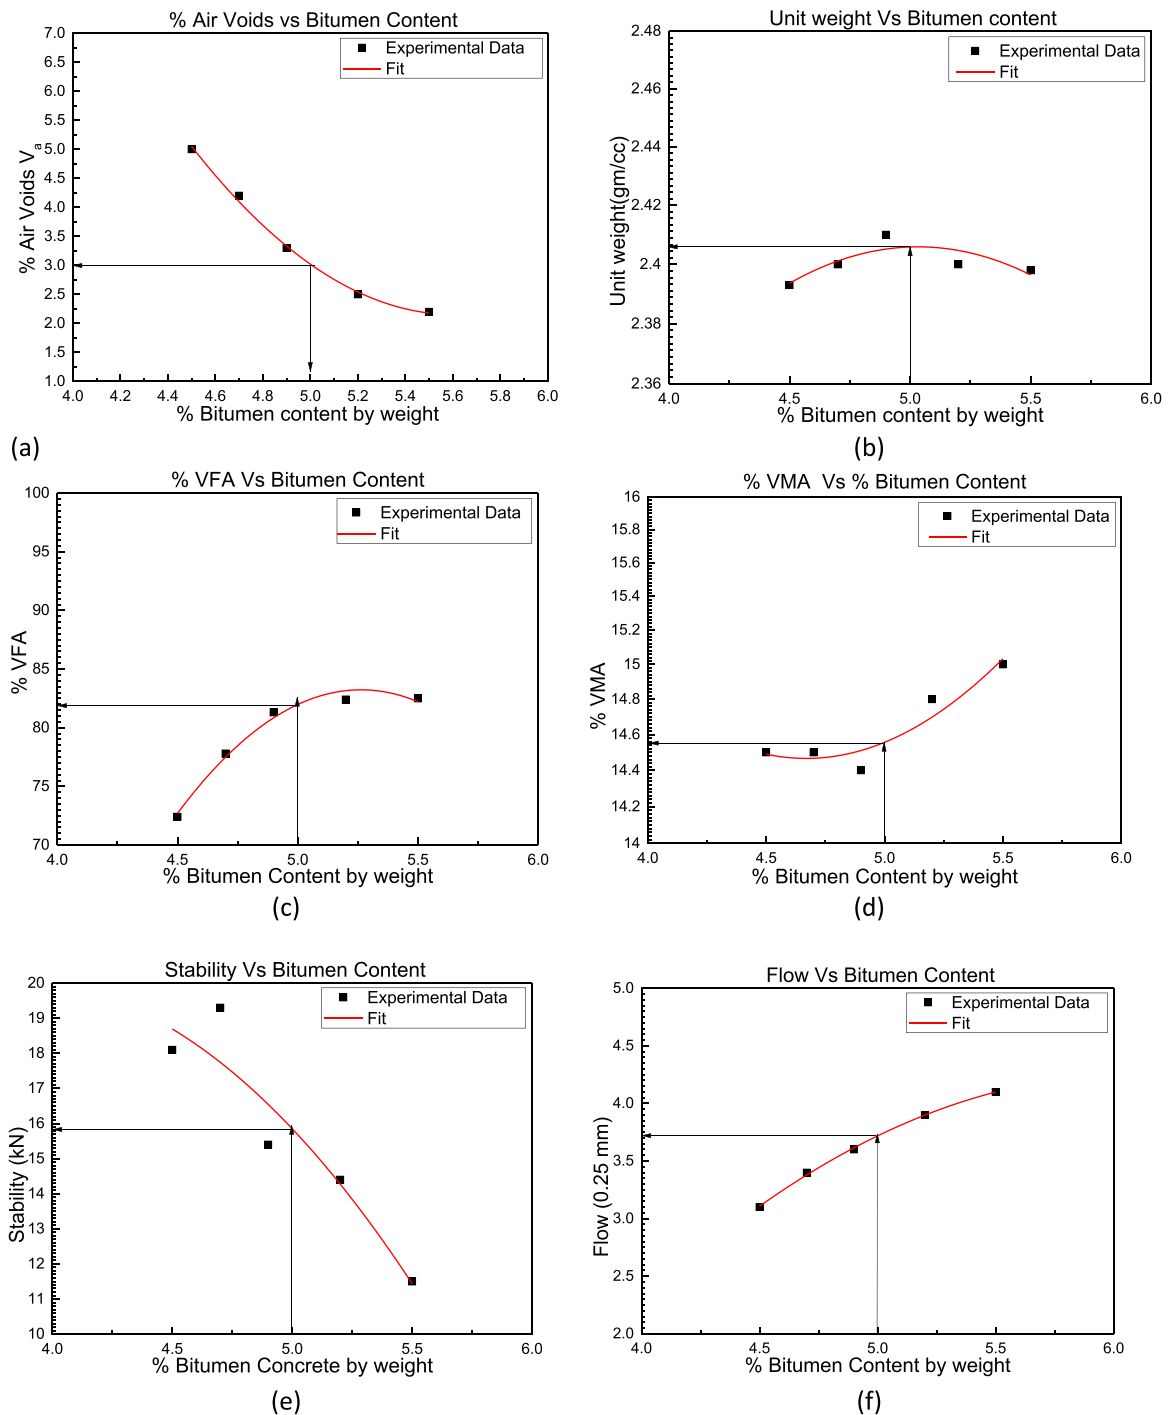 % Air Voids vs Bitumen Content
7.0
6.5
6.0
5.5
5.0
4.5
4.0
3.5
3.0
2.5
2.0
1.5
1.0
% Air Voids Va
Experimental Data
Fit
4.0 4.2 4.4 4.6 4.8 5.0 5.2 5.4 5.6 5.8 6.0
% Bitumen content by weight
(a)
Unit weight Vs Bitumen content
2.48
2.46
2.44
2.42
2.4
2.38
2.36
Unit weight(gm/cc)
Experimental Data
Fit
4.0 4.5 5.0 5.5 6.0
% Bitumen content by weight
(b)
% VFA Vs Bitumen Content
100
95
90
85
80
75
70
% VFA
Experimental Data
Fit
4.0 4.5 5.0 5.5 6.0
% Bitumen Content by weight
(c)
% VMA Vs % Bitumen Content
16
15.8
15.6
15.4
15.2
15
14.8
14.6
14.4
14.2
14
% VMA
Experimental Data
Fit
4.0 4.5 5.0 5.5 6.0
% Bitumen Content by weight
(d)
Stability Vs Bitumen Content
20
19
18
17
16
15
14
13
12
11
10
Stability (kN)
Experimental Data
Fit
4.0 4.5 5.0 5.5 6.0
% Bitumen Concrete by weight
(e)
Flow Vs Bitumen Content
5.0
4.5
4.0
3.5
3.0
2.5
2.0
Flow (0.25 mm)
Experimental Data
Fit
4.0 4.5 5.0 5.5 6.0
% Bitumen Content by weight
(f)